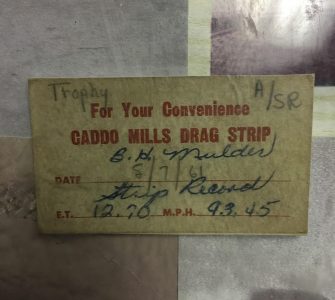 Trophy A/SR
For Your Convenience
CADDO MILLS DRAG STRIP
B. H. Mulder
DATE 5/7/61
Strip Record
E.T. 12.70 M.P.H. 93.45